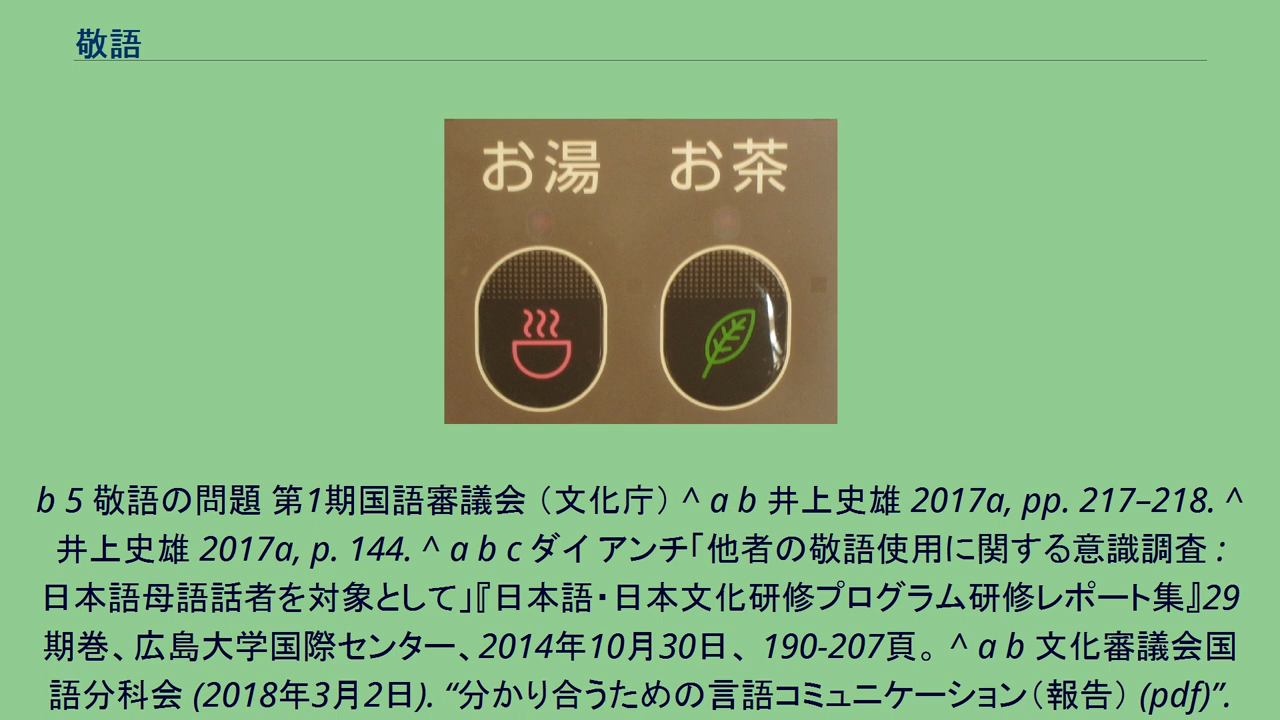 敬語
お湯 お茶
b 5 敬語の問題 第1期国語審議会（文化庁） ^ a b 井上史雄 2017a, pp. 217–218. ^
井上史雄 2017a, p. 144. ^ a b c ダイ アンチ「他者の敬語使用に関する意識調査 :
日本語母語話者を対象として」『日本語・日本文化研修プログラム研修レポート集』29
期巻、広島大学国際センター、2014年10月30日、190-207頁。 ^ a b 文化審議会国
語分科会 (2018年3月2日). “分かり合うための言語コミュニケーション（報告） (pdf)”.